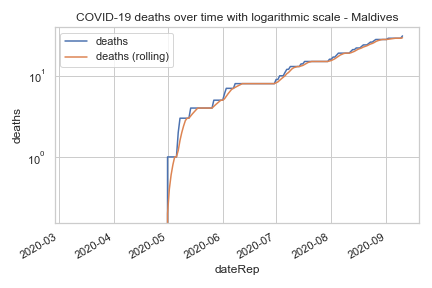 COVID-19 deaths over time with logarithmic scale - Maldives
deaths
deaths (rolling)
10¹
10⁰
deaths
2020-03
2020-04
2020-05
2020-06
2020-07
2020-08
2020-09
dateRep